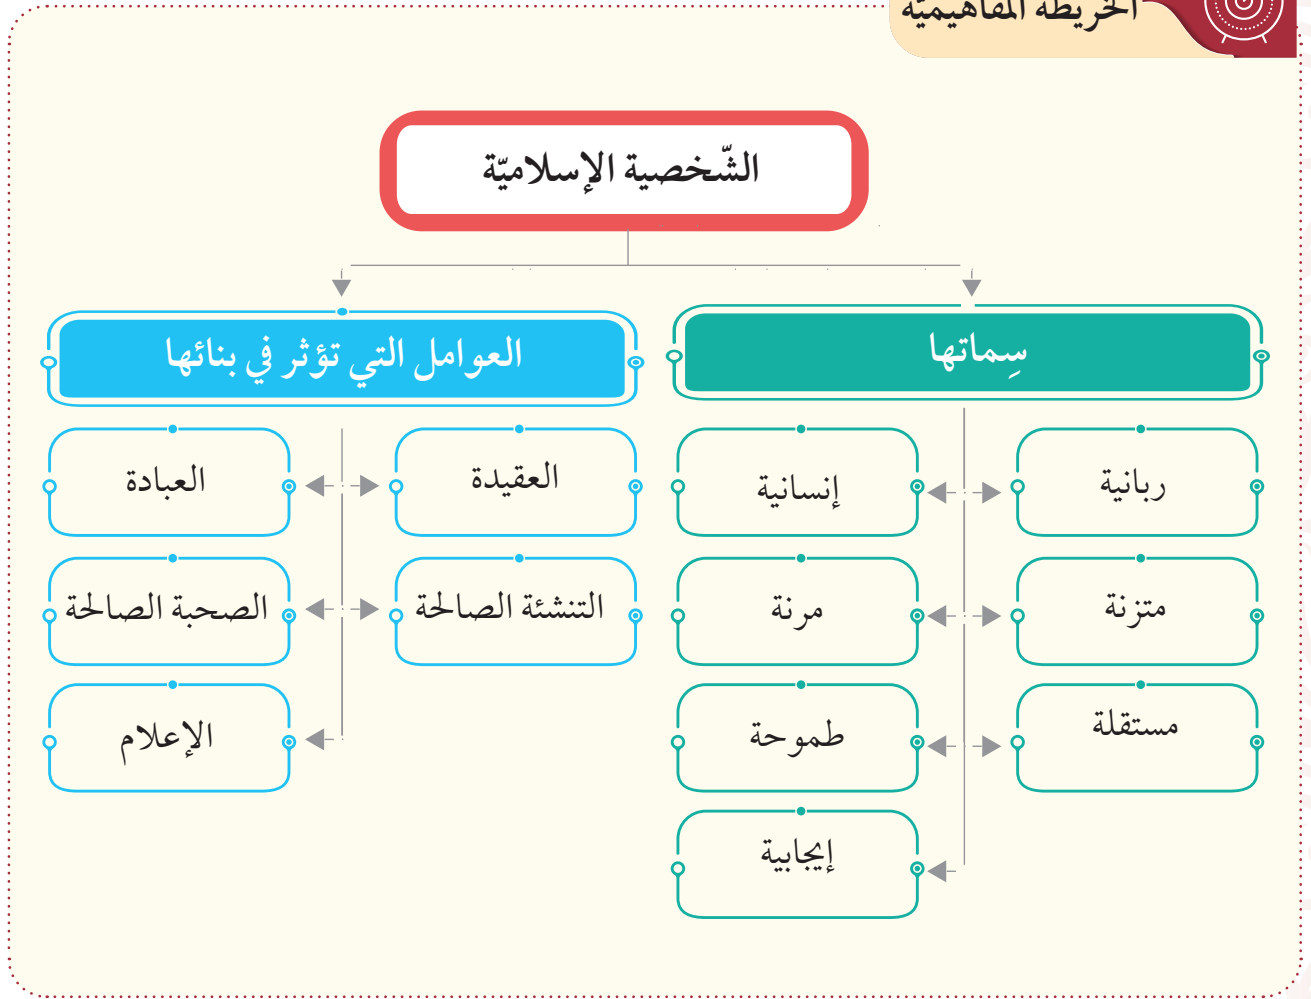 الخريطة المفاهيميّة
الشّخصية الإسلاميّة
سِماتها
ربانية
إنسانية
متزنة
مرنة
مستقلة
طموحة
إيجابية
العوامل التي تؤثر في بنائها
العقيدة
العبادة
التنشئة الصالحة
الصحبة الصالحة
الإعلام